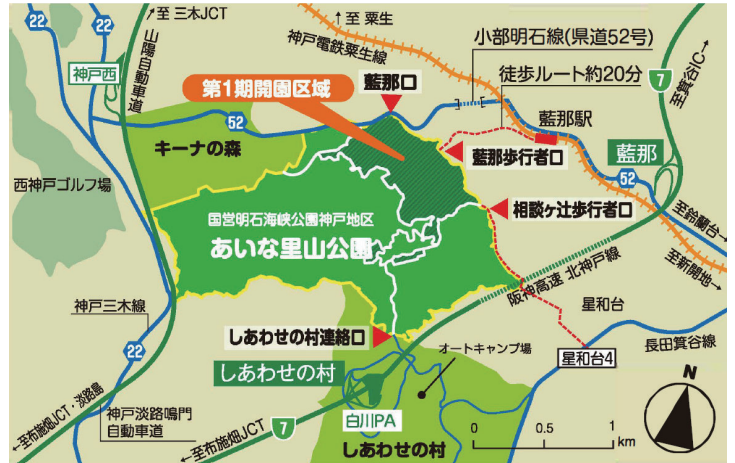 22
↗至 三木JCT
山陽自動車道
神戸西
↑至 粟生
神戸電鉄粟生線
小部明石線(県道52号)
徒歩ルート約20分
7
至箕谷IC→
第1期開園区域
藍那口
藍那駅
52
キーナの森
藍那歩行者口
藍那
52
西神戸ゴルフ場
国営明石海峡公園神戸地区
あいな里山公園
相談ヶ辻歩行者口
至鈴蘭台→
至新開地→
阪神高速 北神戸線
星和台
神戸三木線
22
しあわせの村連絡口
オートキャンプ場
長田箕谷線
星和台4
しあわせの村
22
←至布施畑JCT・淡路島
神戸淡路鳴門
自動車道
←至布施畑JCT
7
白川PA
しあわせの村
N
0
0.5
1
km